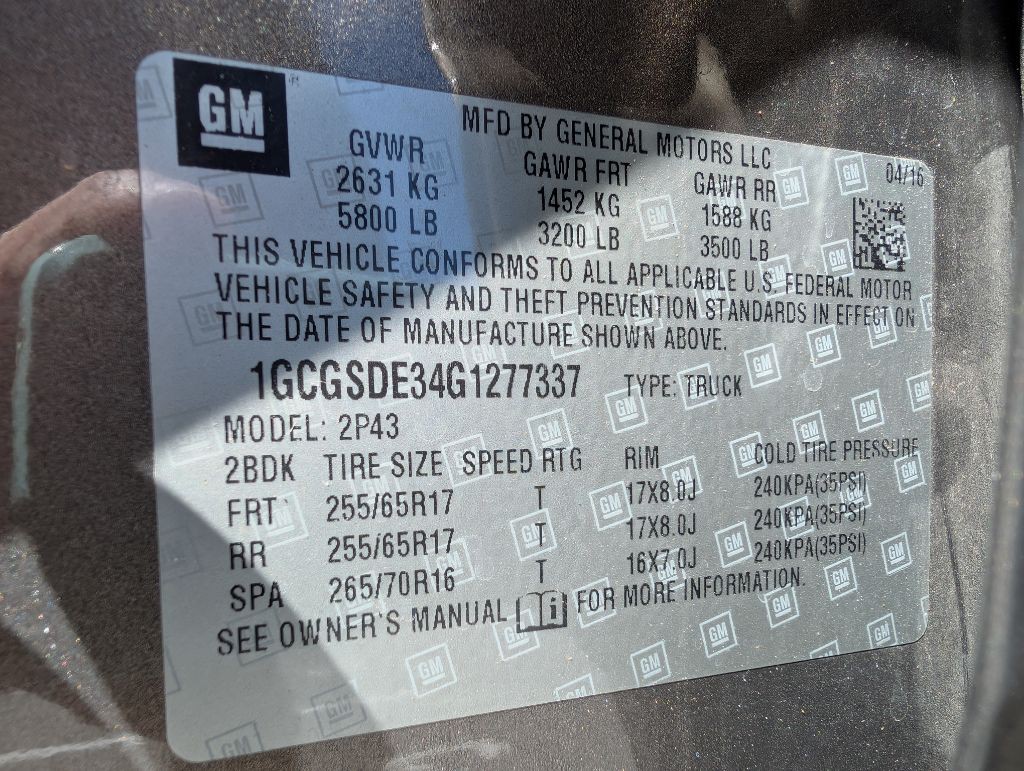 GM
MFD BY GENERAL MOTORS LLC
04/16
GVWR GAWR FRT GAWR RR
2631 KG 1452 KG 1588 KG
5800 LB 3200 LB 3500 LB
THIS VEHICLE CONFORMS TO ALL APPLICABLE U.S. FEDERAL MOTOR
VEHICLE SAFETY AND THEFT PREVENTION STANDARDS IN EFFECT ON
THE DATE OF MANUFACTURE SHOWN ABOVE.
1GCGSDE34G1277337 TYPE: TRUCK
MODEL: 2P43
2BDK TIRE SIZE SPEED RTG RIM COLD TIRE PRESSURE
FRT 255/65R17 T 17X8.0J 240KPA(35PSI)
RR 255/65R17 T 17X8.0J 240KPA(35PSI)
SPA 265/70R16 T 16X7.0J 240KPA(35PSI)
SEE OWNER'S MANUAL i FOR MORE INFORMATION.